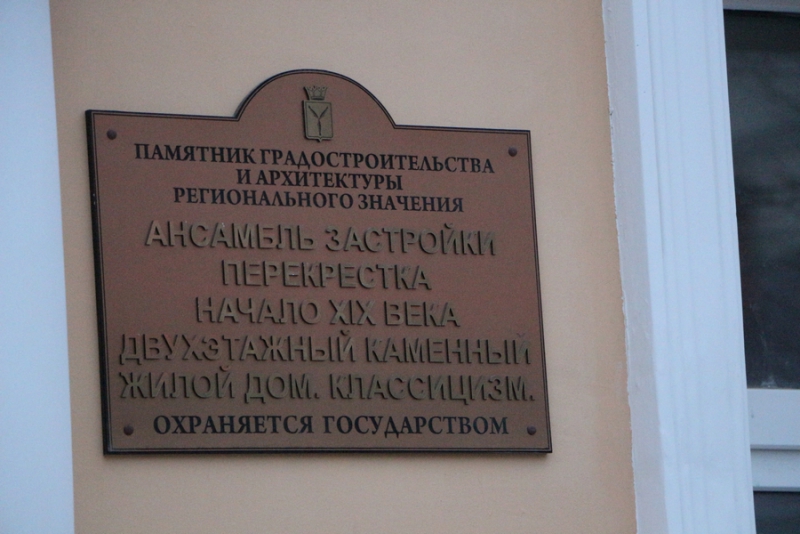 ПАМЯТНИК ГРАДОСТРОИТЕЛЬСТВА
И АРХИТЕКТУРЫ
РЕГИОНАЛЬНОГО ЗНАЧЕНИЯ
АНСАМБЛЬ ЗАСТРОЙКИ
ПЕРЕКРЕСТКА
НАЧАЛО XIX ВЕКА
ДВУХЭТАЖНЫЙ КАМЕННЫЙ
ЖИЛОЙ ДОМ. КЛАССИЦИЗМ.
ОХРАНЯЕТСЯ ГОСУДАРСТВОМ